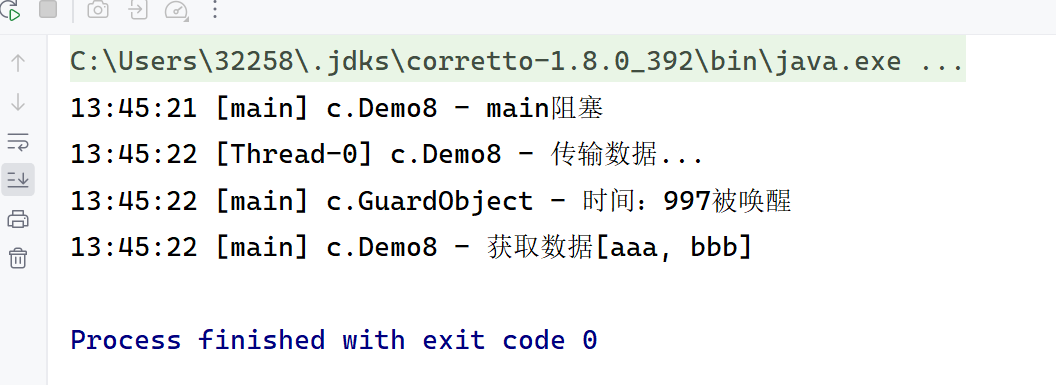 C:\Users\32258\.jdks\corretto-1.8.0_392\bin\java.exe ...
13:45:21 [main] c.Demo8 - main阻塞
13:45:22 [Thread-0] c.Demo8 - 传输数据...
13:45:22 [main] c.GuardObject - 时间：997被唤醒
13:45:22 [main] c.Demo8 - 获取数据[aaa, bbb]
Process finished with exit code 0